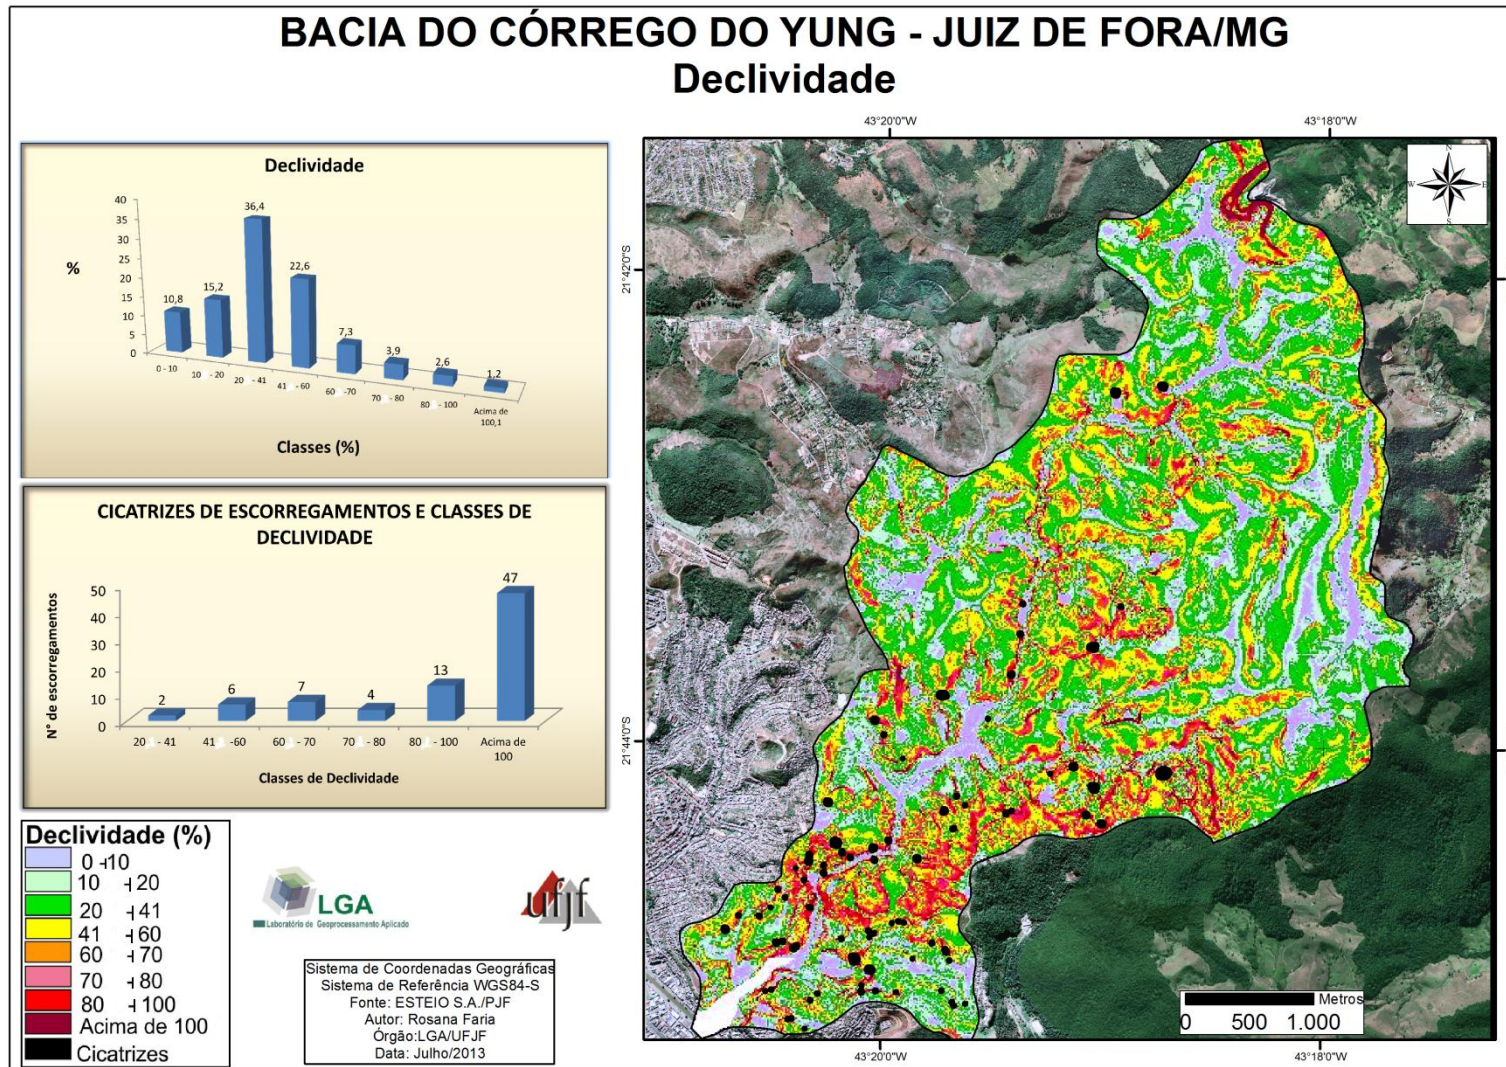 BACIA DO CÓRREGO DO YUNG - JUIZ DE FORA/MG
Declividade
Declividade
%
40
35
30
25
20
15
10
5
0
10,8
15,2
36,4
22,6
7,3
3,9
2,6
1,2
0 - 10
10 - 20
20 - 41
41 - 60
60 - 70
70 - 80
80 - 100
Acima de
100,1
Classes (%)
CICATRIZES DE ESCORREGAMENTOS E CLASSES DE
DECLIVIDADE
N° de escorregamentos
50
40
30
20
10
0
2
6
7
4
13
47
20 - 41
41 -60
60 - 70
70 - 80
80 - 100
Acima de
100
Classes de Declividade
Declividade (%)
0 ⊣10
10 ⊣ 20
20 ⊣ 41
41 ⊣ 60
60 ⊣ 70
70 ⊣ 80
80 ⊣ 100
Acima de 100
Cicatrizes
LGA
Laboratório de Geoprocessamento Aplicado
ufjf
Sistema de Coordenadas Geográficas
Sistema de Referência WGS84-S
Fonte: ESTEIO S.A./PJF
Autor: Rosana Faria
Órgão:LGA/UFJF
Data: Julho/2013
43°20'0"W
43°18'0"W
21°42'0"S
21°44'0"S
N
W
E
S
Metros
0
500
1.000
43°20'0"W
43°18'0"W